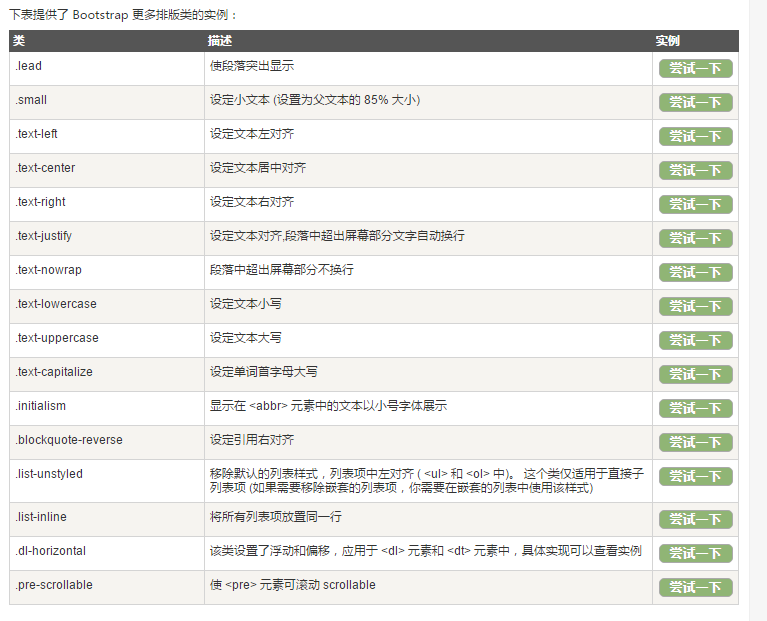 下表提供了 Bootstrap 更多排版类的实例：
类 描述 实例
.lead 使段落突出显示 尝试一下
.small 设定小文本 (设置为父文本的 85% 大小) 尝试一下
.text-left 设定文本左对齐 尝试一下
.text-center 设定文本居中对齐 尝试一下
.text-right 设定文本右对齐 尝试一下
.text-justify 设定文本对齐,段落中超出屏幕部分文字自动换行 尝试一下
.text-nowrap 段落中超出屏幕部分不换行 尝试一下
.text-lowercase 设定文本小写 尝试一下
.text-uppercase 设定文本大写 尝试一下
.text-capitalize 设定单词首字母大写 尝试一下
.initialism 显示在 <abbr> 元素中的文本以小号字体展示 尝试一下
.blockquote-reverse 设定引用右对齐 尝试一下
.list-unstyled 移除默认的列表样式，列表项中左对齐 ( <ul> 和 <ol> 中)。 这个类仅适用于直接子 尝试一下
列表项 (如果需要移除嵌套的列表项，你需要在嵌套的列表中使用该样式)
.list-inline 将所有列表项放置同一行 尝试一下
.dl-horizontal 该类设置了浮动和偏移，应用于 <dl> 元素和 <dt> 元素中，具体实现可以查看实例 尝试一下
.pre-scrollable 使 <pre> 元素可滚动 scrollable 尝试一下